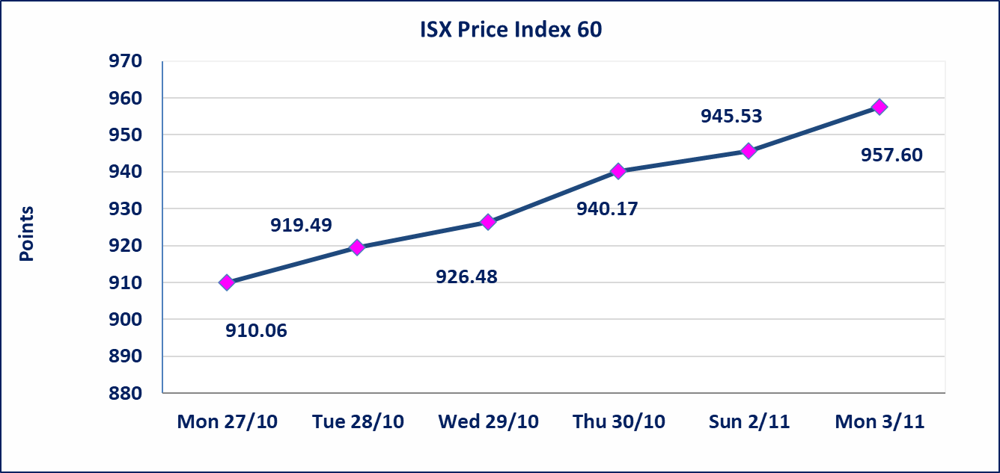 ISX Price Index 60
970
960
950
940
930
920
910
900
890
880
Points
910.06
919.49
926.48
940.17
945.53
957.60
Mon 27/10
Tue 28/10
Wed 29/10
Thu 30/10
Sun 2/11
Mon 3/11